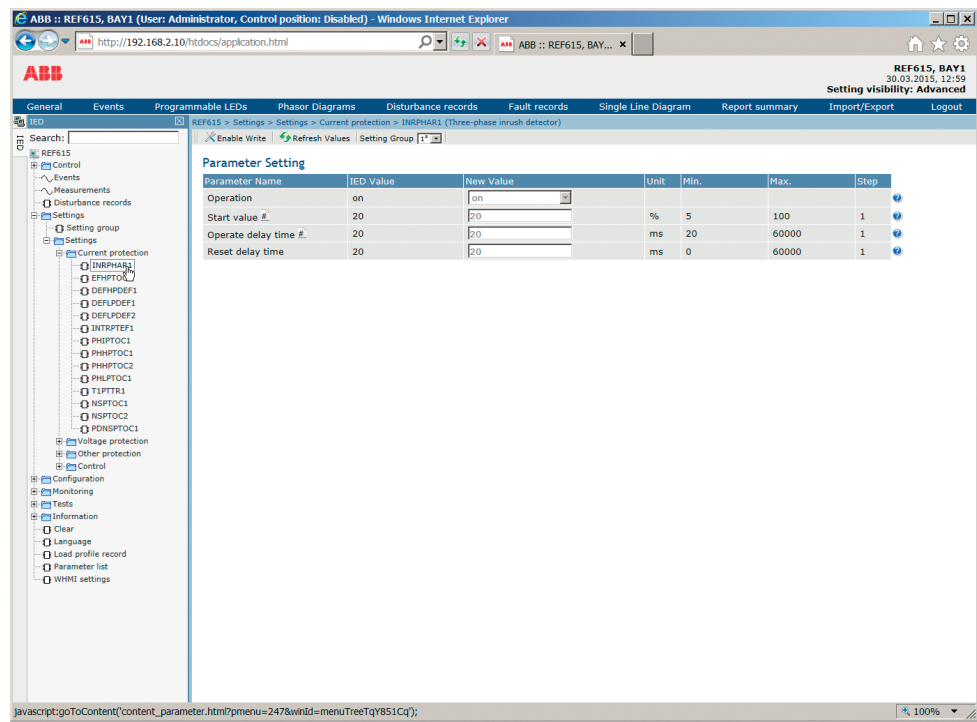 ABB :: REF615, BAY1 (User: Administrator, Control position: Disabled) - Windows Internet Explorer
http://192.168.2.10/htdocs/application.html
ABB :: REF615, BAY... ×
ABB
REF615, BAY1
30.03.2015, 12:59
Setting visibility: Advanced
General Events Programmable LEDs Phasor Diagrams Disturbance records Fault records Single Line Diagram Report summary Import/Export Logout
IED
REF615 > Settings > Settings > Current protection > INRPHAR1 (Three-phase inrush detector)
IED
Search:
Enable Write Refresh Values Setting Group 1*
REF615
Control
Events
Measurements
Disturbance records
Settings
Setting group
Settings
Current protection
INRPHAR1
EFHPTOC
DEFHPDEF1
DEFLPDEF1
DEFLPDEF2
INTRPTEF1
PHIPTOC1
PHHPTOC1
PHHPTOC2
PHLPTOC1
T1PTTR1
NSPTOC1
NSPTOC2
PDNSPTOC1
Voltage protection
Other protection
Control
Configuration
Monitoring
Tests
Information
Clear
Language
Load profile record
Parameter list
WHMI settings
Parameter Setting
Parameter Name IED Value New Value Unit Min. Max. Step
Operation on on
Start value # 20 20 % 5 100 1
Operate delay time # 20 20 ms 20 60000 1
Reset delay time 20 20 ms 0 60000 1
javascript:goToContent('content_parameter.html?pmenu=247&winId=menuTreeTqY851Cq');
100%